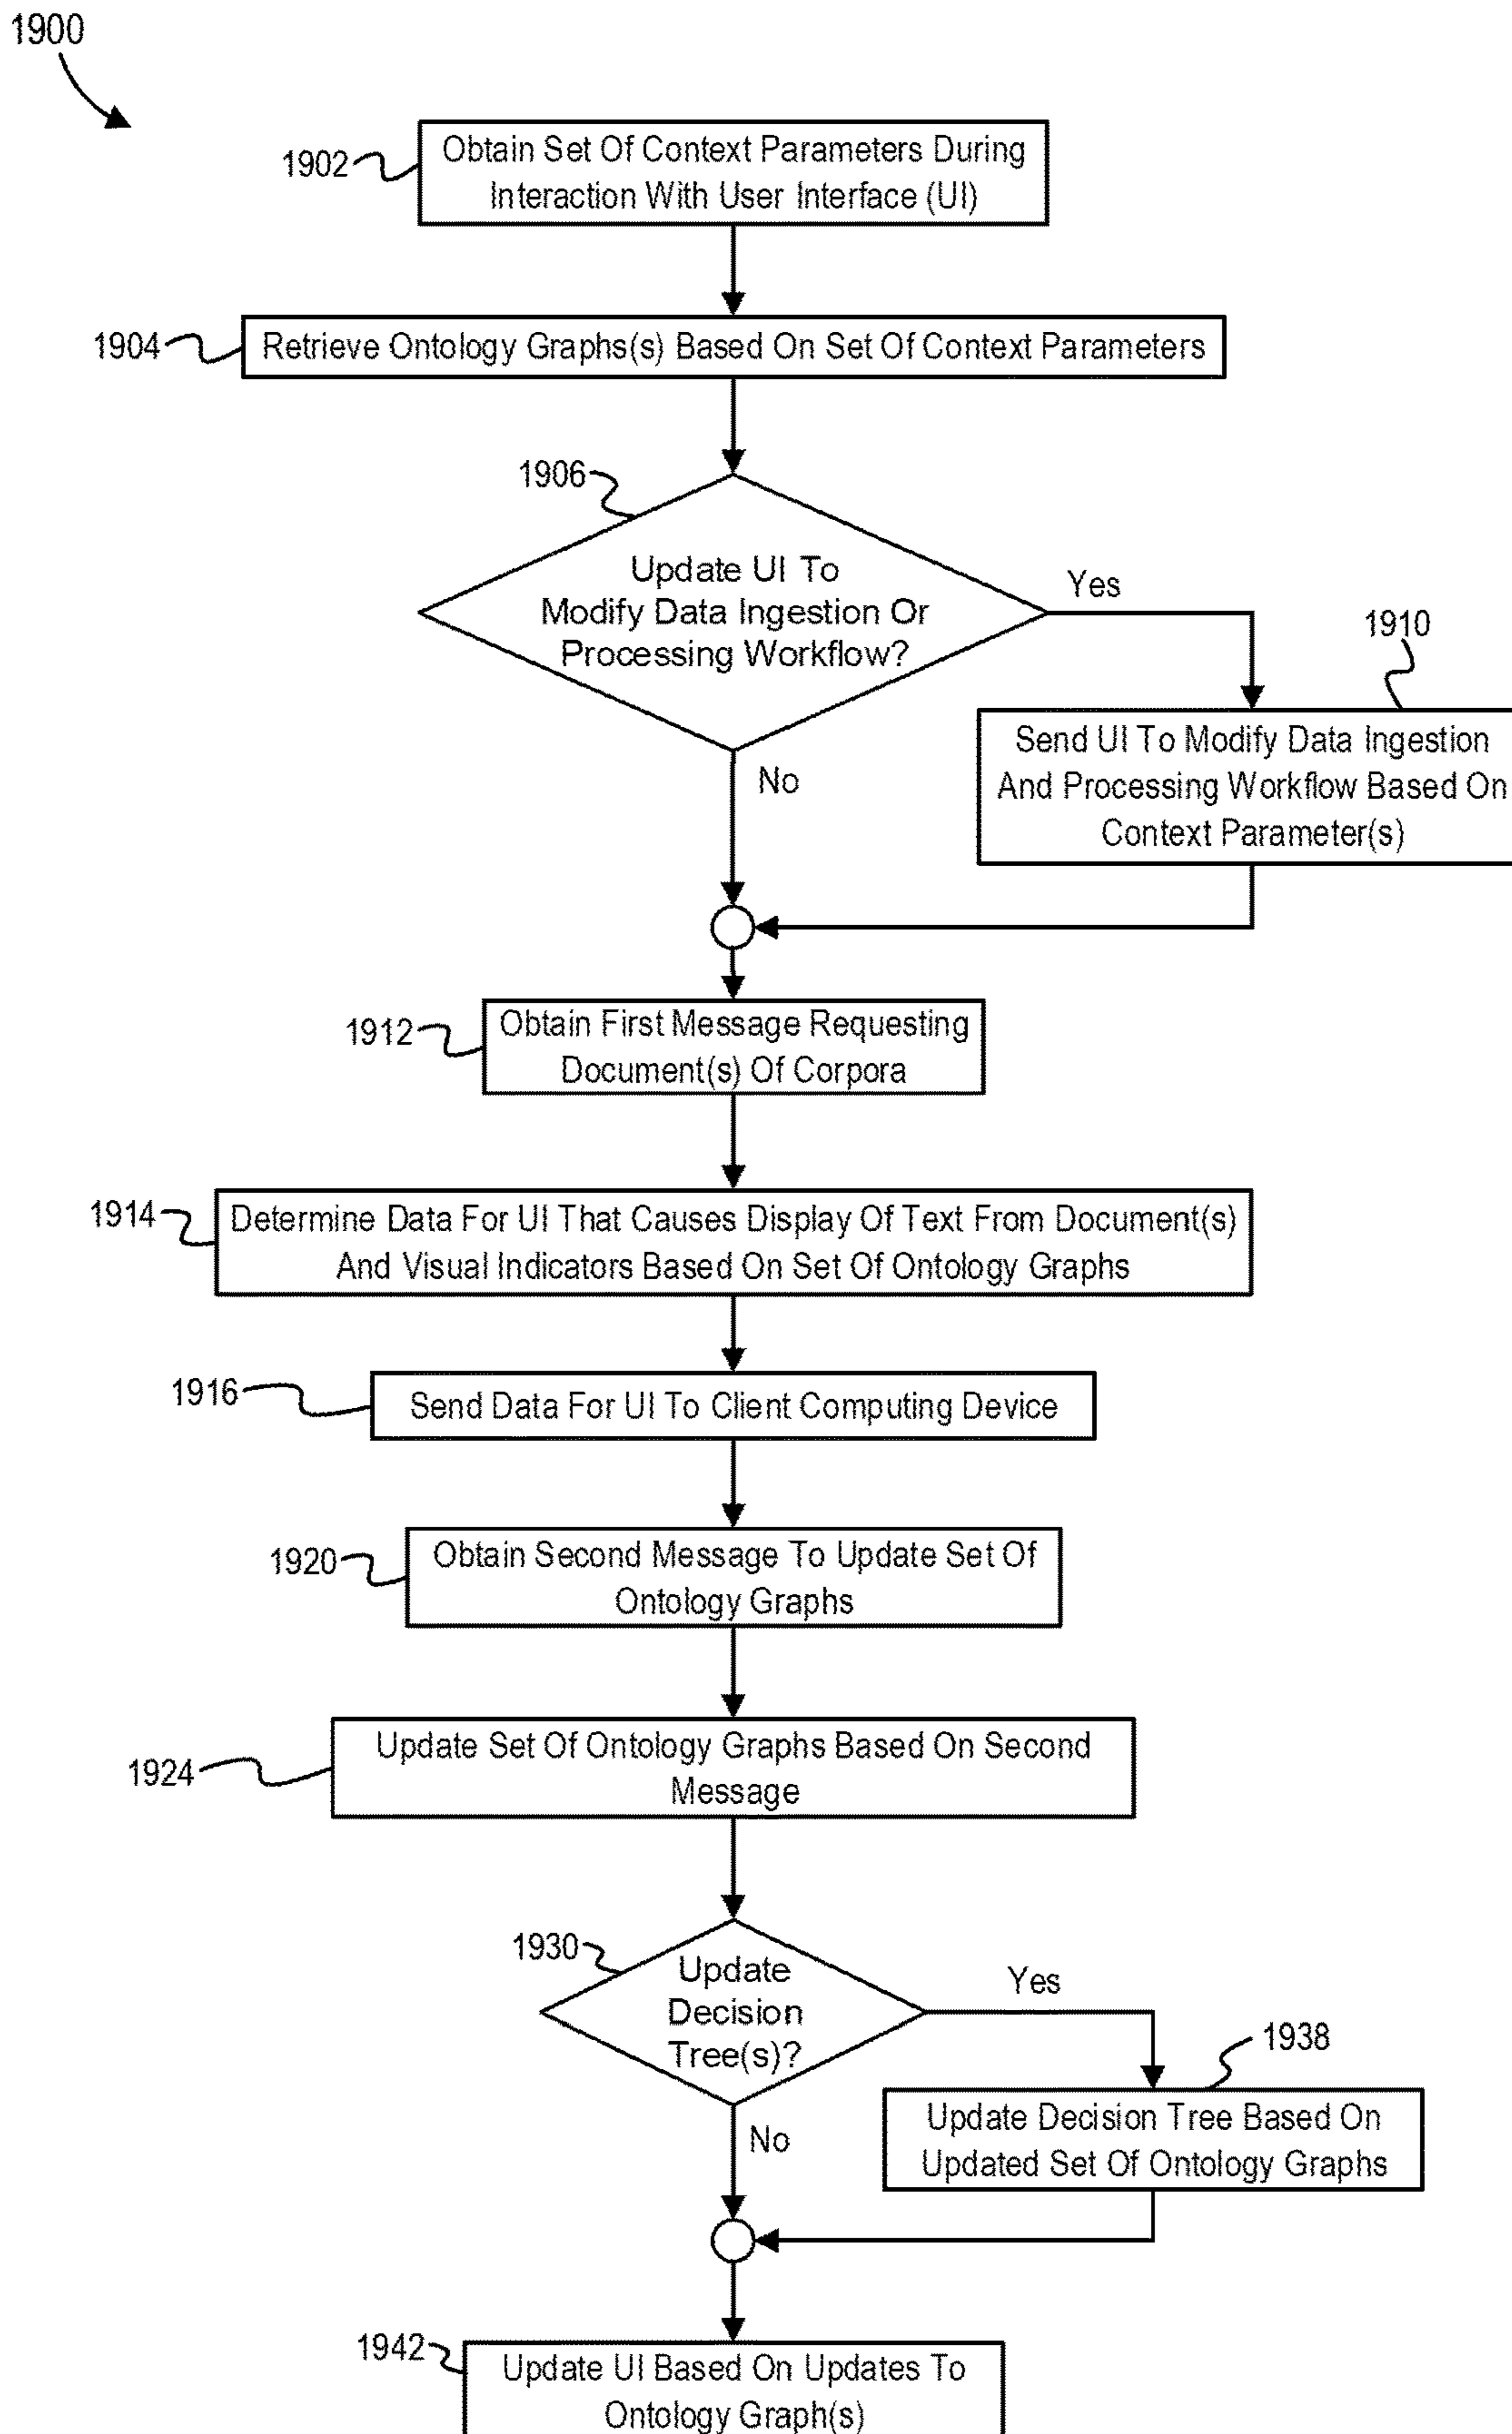 1900
1902
Obtain Set Of Context Parameters During
Interaction With User Interface (UI)
1904
Retrieve Ontology Graphs(s) Based On Set Of Context Parameters
1906
Update UI To
Modify Data Ingestion Or
Processing Workflow?
Yes
1910
Send UI To Modify Data Ingestion
And Processing Workflow Based On
Context Parameter(s)
No
1912
Obtain First Message Requesting
Document(s) Of Corpora
1914
Determine Data For UI That Causes Display Of Text From Document(s)
And Visual Indicators Based On Set Of Ontology Graphs
1916
Send Data For UI To Client Computing Device
1920
Obtain Second Message To Update Set Of
Ontology Graphs
1924
Update Set Of Ontology Graphs Based On Second
Message
1930
Update
Decision
Tree(s)?
Yes
1938
Update Decision Tree Based On
Updated Set Of Ontology Graphs
No
1942
Update UI Based On Updates To
Ontology Graph(s)